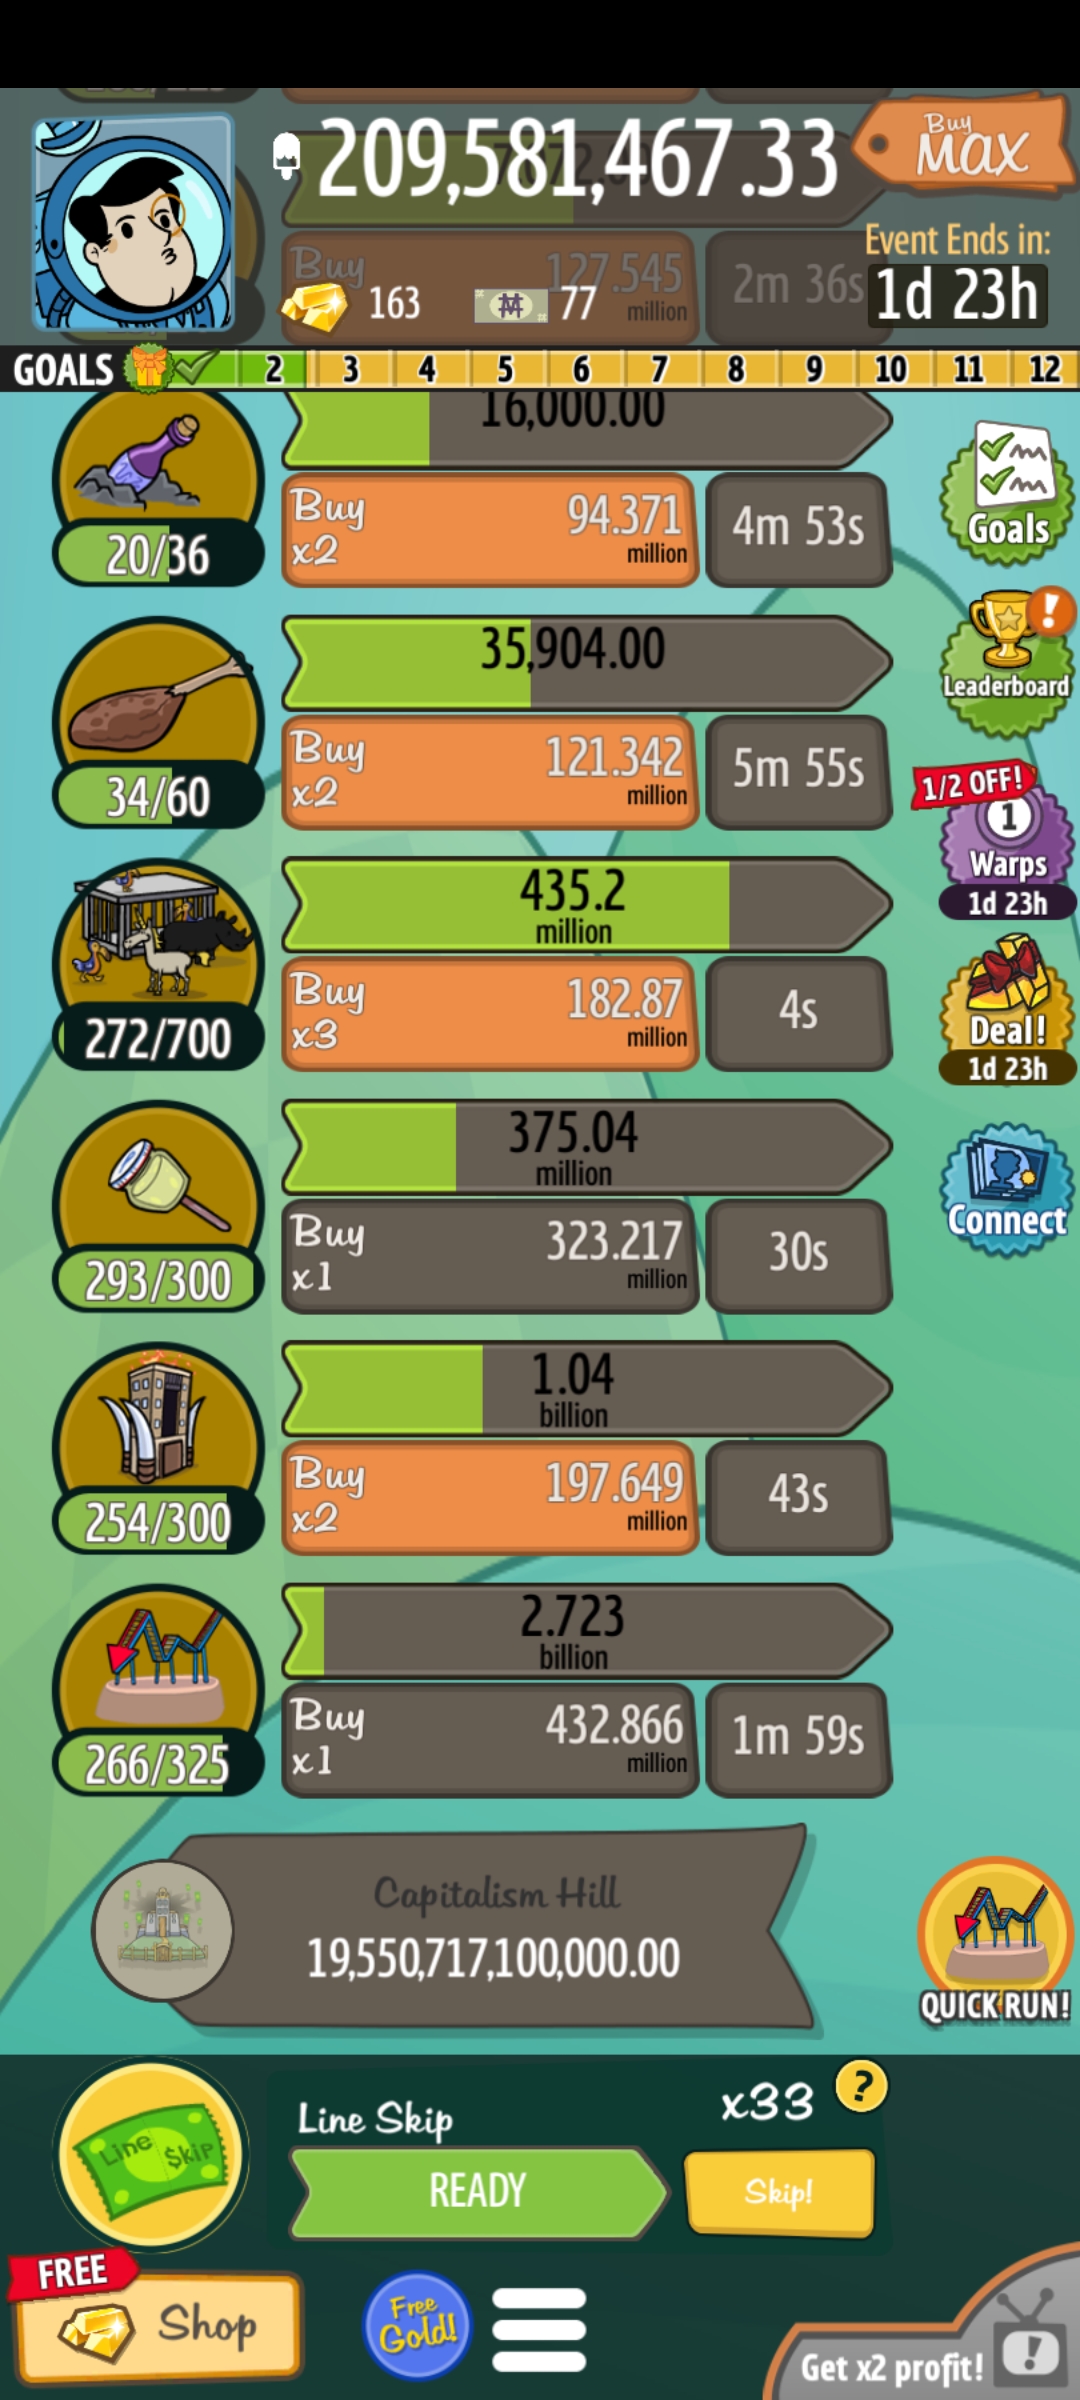 209,581,467.33
Buy
MAX
Event Ends in:
1d 23h
Buy
127.545
million
2m 36s
163
77
GOALS 2 3 4 5 6 7 8 9 10 11 12
16,000.00
Buy
x2
94.371
million
4m 53s
20/36
Goals
35,904.00
Buy
x2
121.342
million
5m 55s
34/60
!
Leaderboard
1/2 OFF!
1
Warps
1d 23h
435.2
million
Buy
x3
182.87
million
4s
272/700
Deal!
1d 23h
375.04
million
Buy
x1
323.217
million
30s
293/300
Connect
1.04
billion
Buy
x2
197.649
million
43s
254/300
2.723
billion
Buy
x1
432.866
million
1m 59s
266/325
Capitalism Hill
19,550,717,100,000.00
QUICK RUN!
Line $kip
Line Skip
x33
?
READY
Skip!
FREE
Shop
Free
Gold!
Get x2 profit!
!